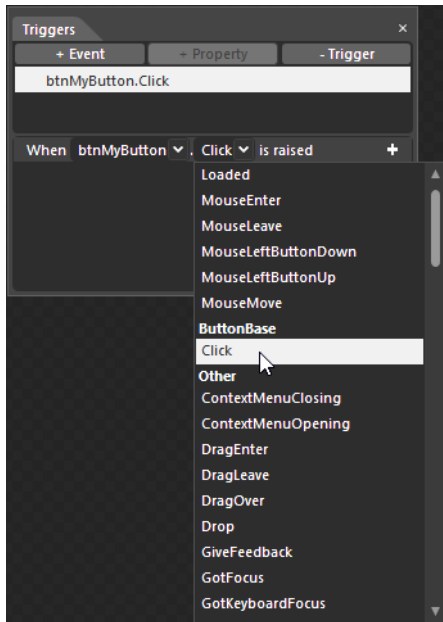 Triggers ×
+ Event + Property - Trigger
btnMyButton.Click
When btnMyButton . Click is raised +
Loaded
MouseEnter
MouseLeave
MouseLeftButtonDown
MouseLeftButtonUp
MouseMove
ButtonBase
Click
Other
ContextMenuClosing
ContextMenuOpening
DragEnter
DragLeave
DragOver
Drop
GiveFeedback
GotFocus
GotKeyboardFocus